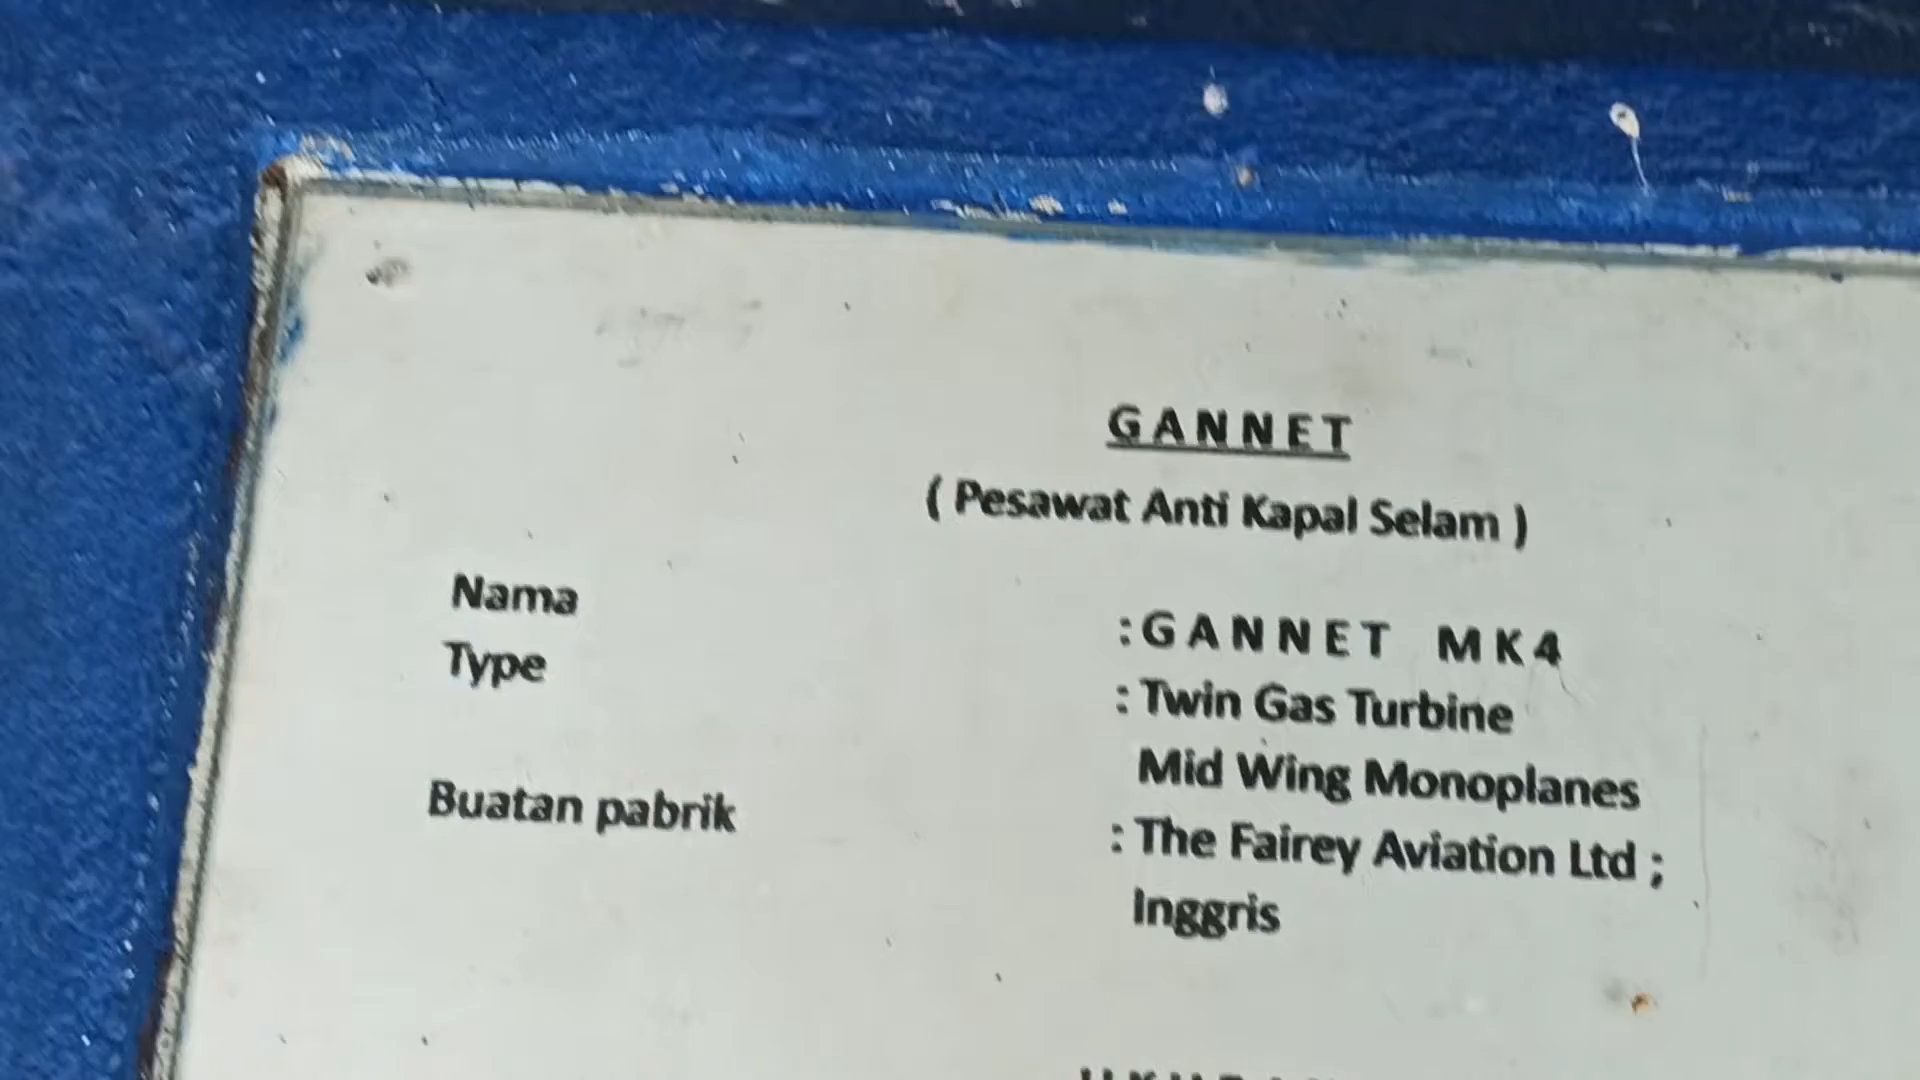 GANNET
( Pesawat Anti Kapal Selam )
Nama : GANNET MK4
Type : Twin Gas Turbine
Mid Wing Monoplanes
Buatan pabrik : The Fairey Aviation Ltd ;
Inggris